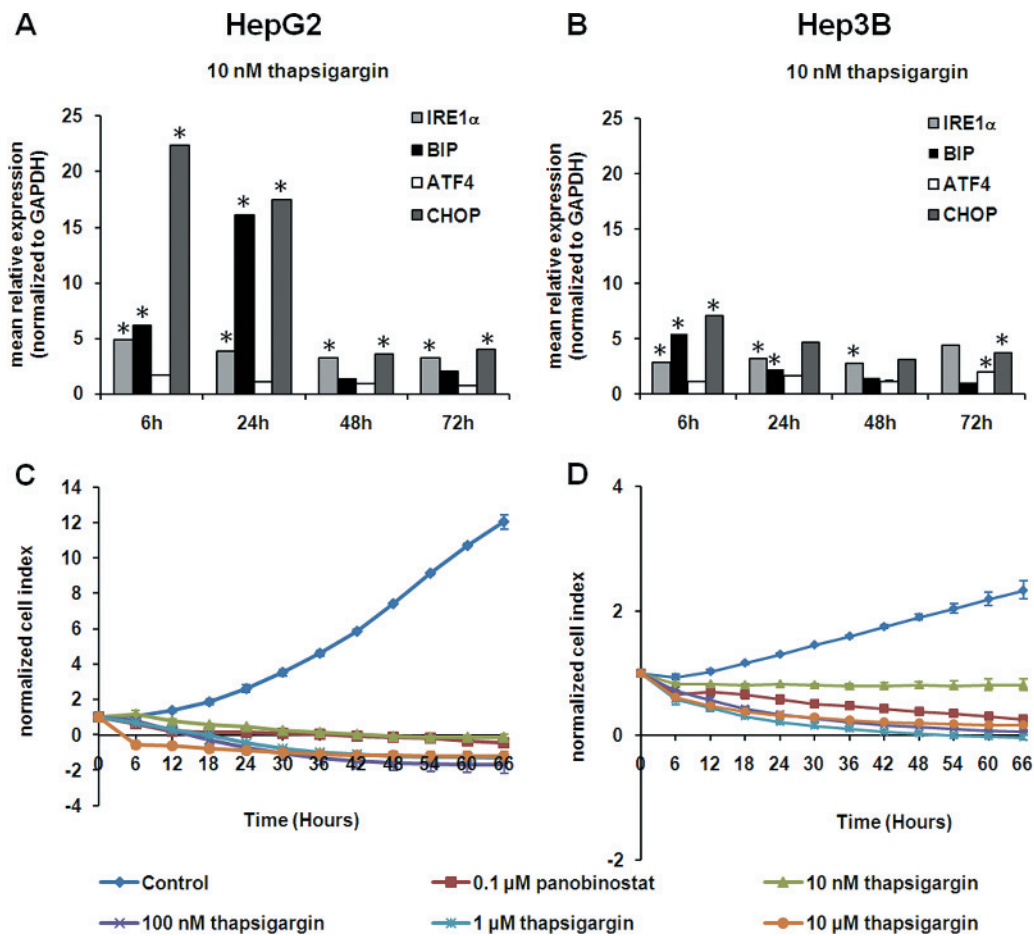 A
HepG2
10 nM thapsigargin
mean relative expression
(normalized to GAPDH)
25
20
15
10
5
0
IRE1α
BIP
ATF4
CHOP
* * *
* * *
* *
* *
6h
24h
48h
72h
B
Hep3B
10 nM thapsigargin
mean relative expression
(normalized to GAPDH)
25
20
15
10
5
0
IRE1α
BIP
ATF4
CHOP
* * *
* *
*
* *
6h
24h
48h
72h
C
normalized cell index
14
12
10
8
6
4
2
0
-2
-4
0 6 12 18 24 30 36 42 48 54 60 66
Time (Hours)
D
normalized cell index
4
2
0
-2
0 6 12 18 24 30 36 42 48 54 60 66
Time (Hours)
Control
0.1 µM panobinostat
10 nM thapsigargin
100 nM thapsigargin
1 µM thapsigargin
10 µM thapsigargin